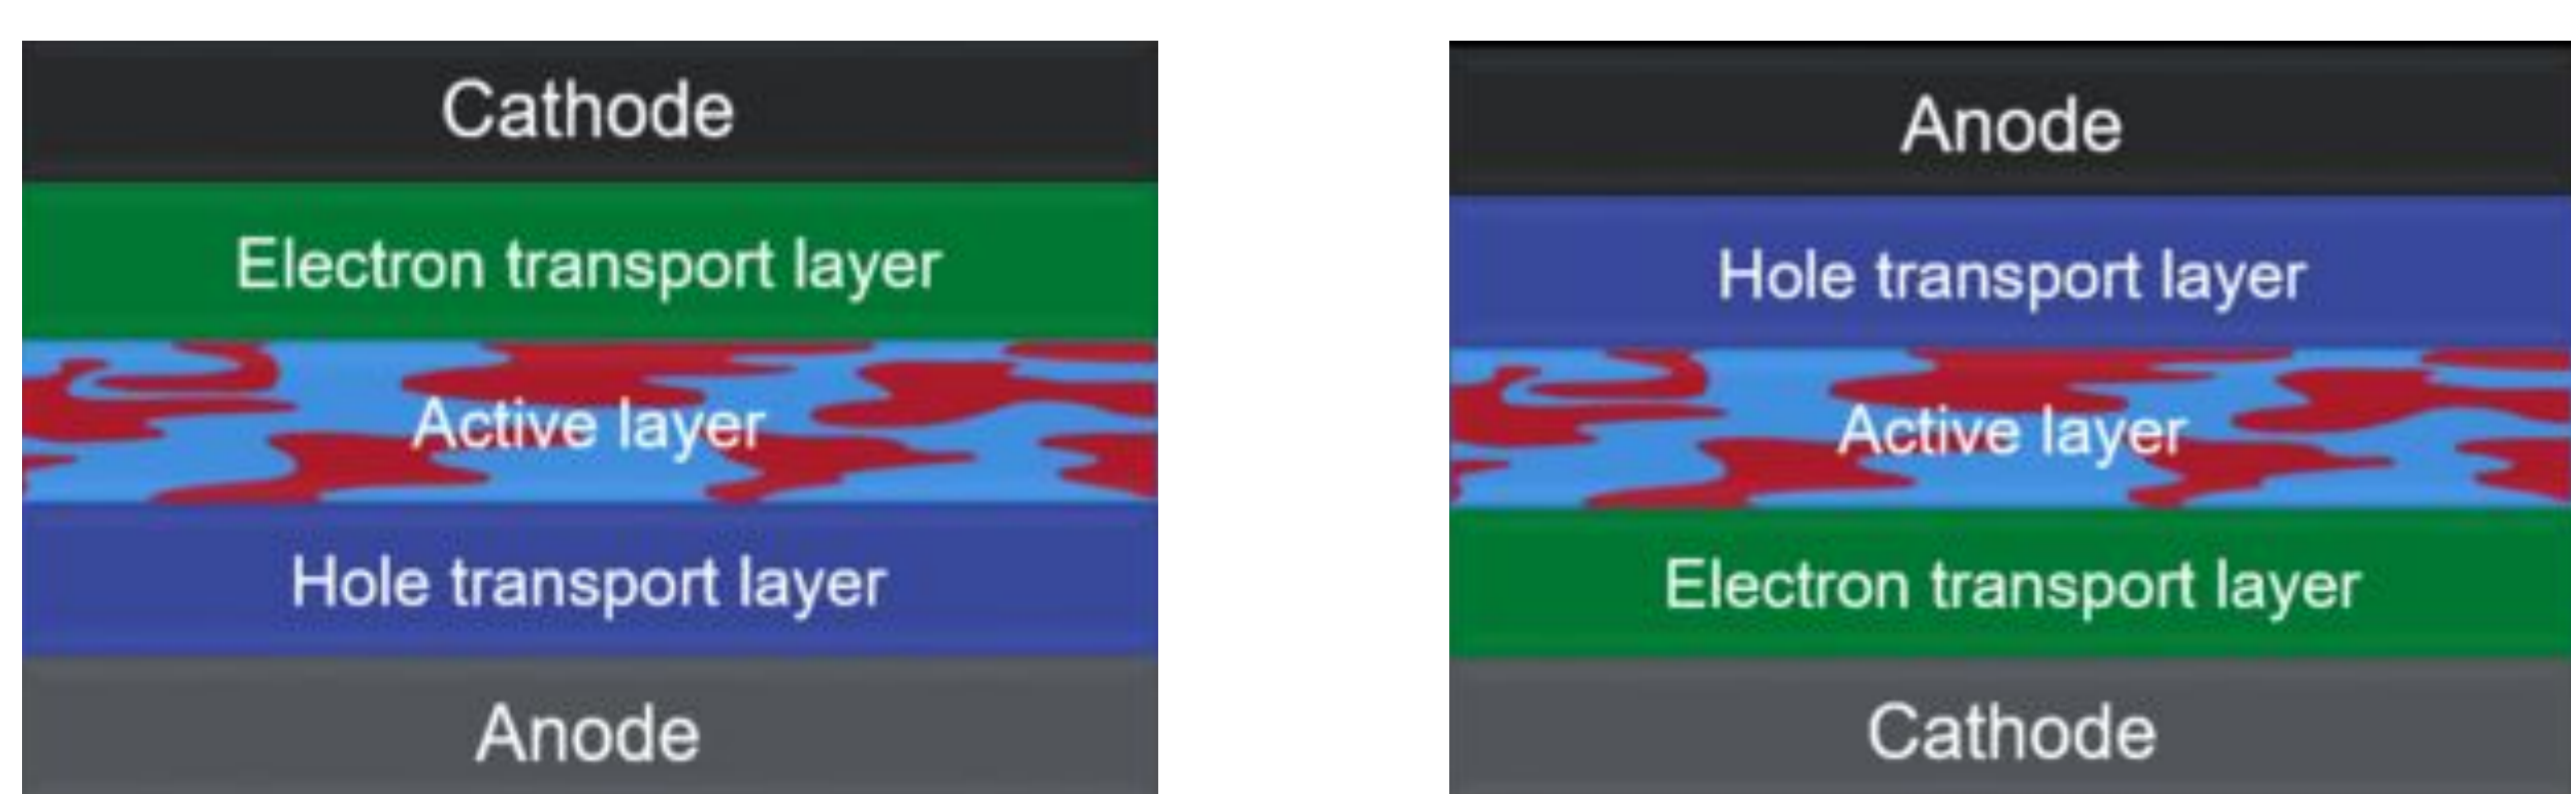 Cathode
Electron transport layer
Active layer
Hole transport layer
Anode
Anode
Hole transport layer
Active layer
Electron transport layer
Cathode